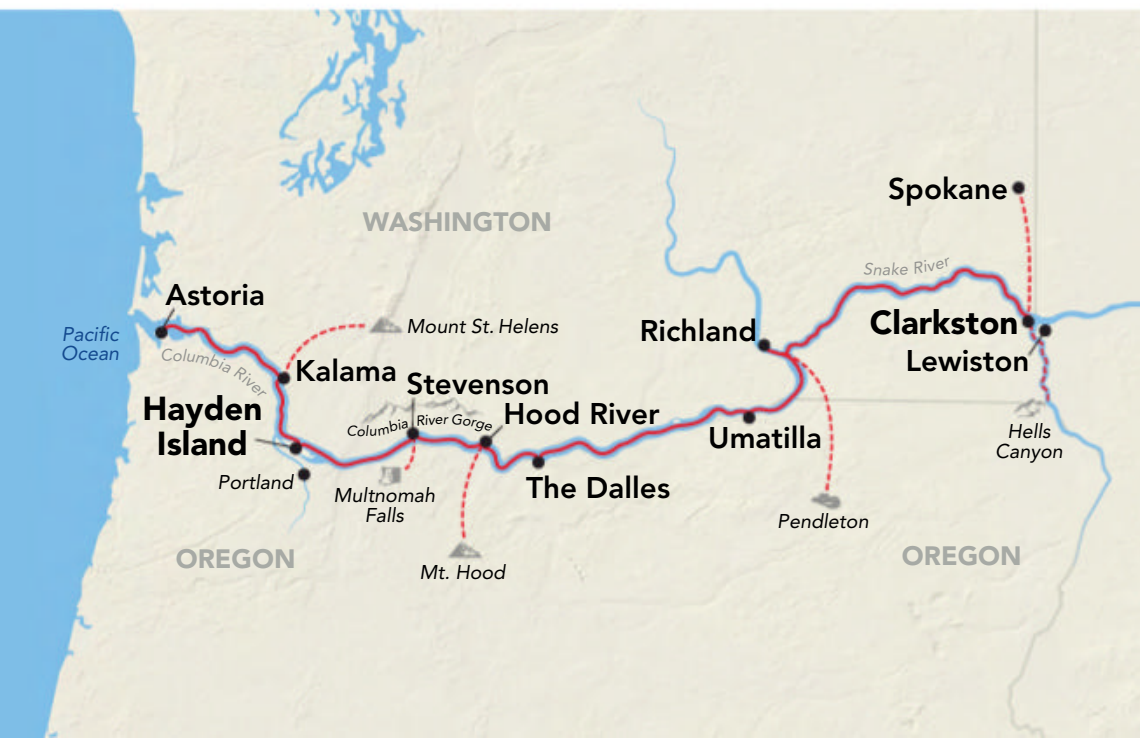 Spokane
WASHINGTON
Snake River
Astoria
Pacific
Ocean
Mount St. Helens
Richland
Clarkston
Lewiston
Columbia River
Kalama
Stevenson
Hayden
Island
Columbia River Gorge
Hood River
Umatilla
Hells
Canyon
Portland
Multnomah
Falls
The Dalles
Pendleton
OREGON
OREGON
Mt. Hood